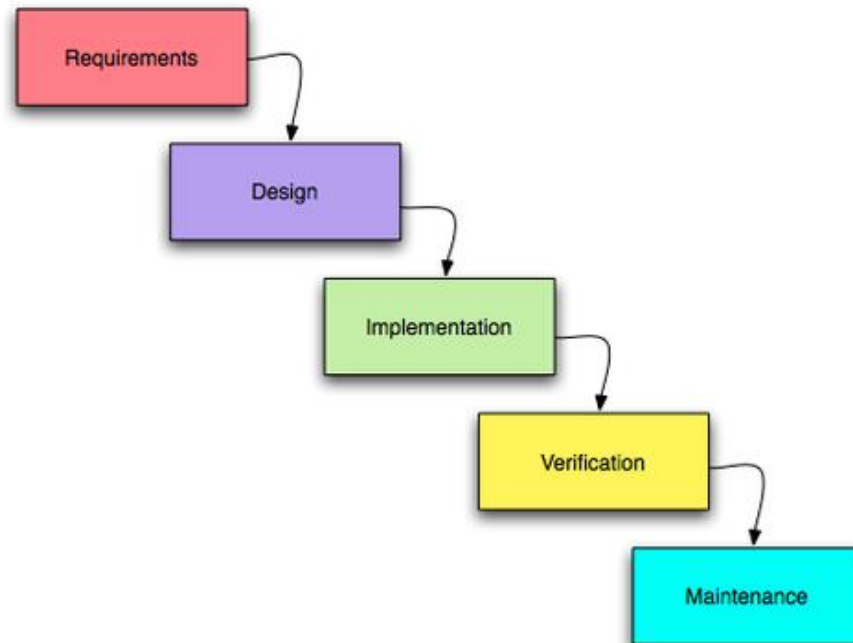 Requirements
Design
Implementation
Verification
Maintenance